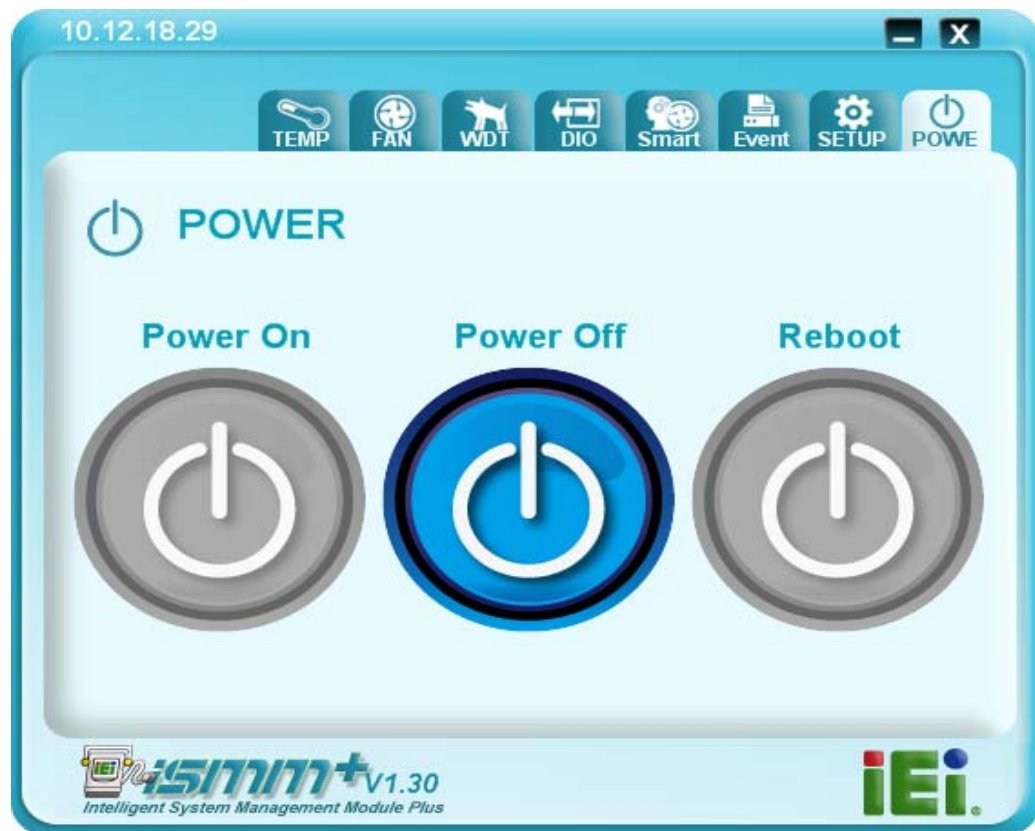 10.12.18.29
TEMP FAN WDT DIO Smart Event SETUP POWE
POWER
Power On Power Off Reboot
iEi iSMM+ V1.30
Intelligent System Management Module Plus
iEi